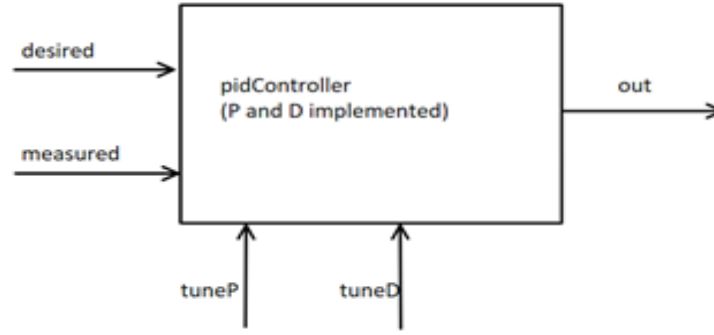 desired
pidController
(P and D implemented)
out
measured
tuneP
tuneD